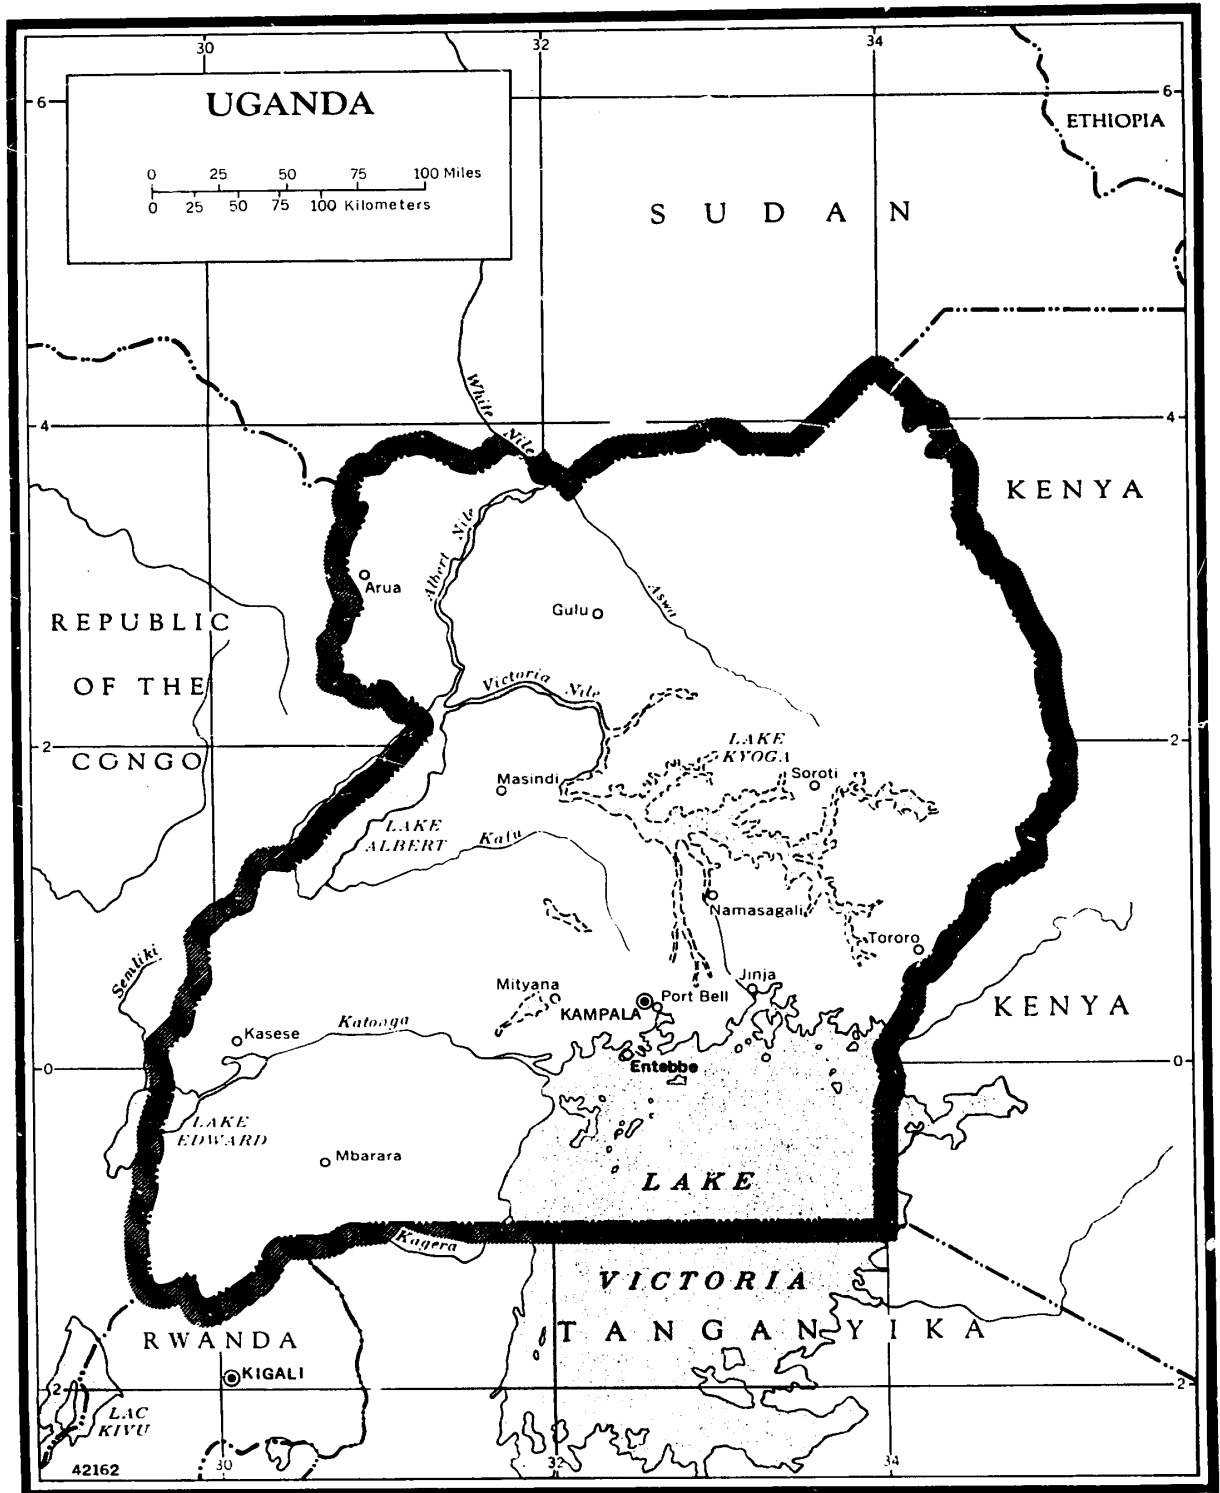 30
32
34
6
6
UGANDA
0 25 50 75 100 Miles
0 25 50 75 100 Kilometers
ETHIOPIA
SUDAN
White
Nile
4
4
KENYA
Albert Nile
Arua
Gulu
Aswa
REPUBLIC
OF THE
CONGO
Victoria Nile
2
2
LAKE
KYOGA
Masindi
Soroti
LAKE
ALBERT
Kafu
Namasagali
Tororo
Semliki
Mityana
Jinja
Port Bell
KAMPALA
KENYA
Katonga
Kasese
Entebbe
0
0
LAKE
EDWARD
Mbarara
LAKE
Kagera
VICTORIA
RWANDA
TANGANYIKA
KIGALI
2
2
LAC
KIVU
42162
30
32
34